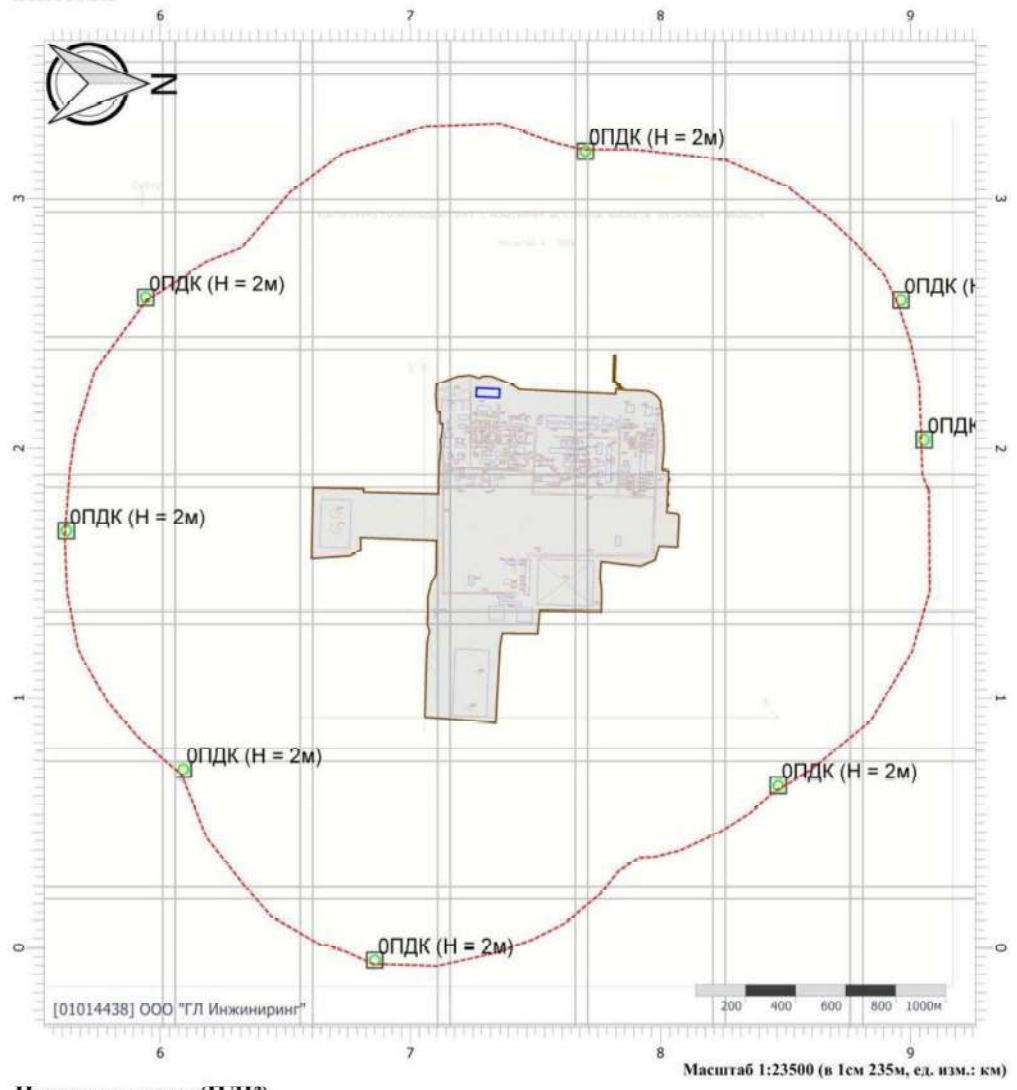 6 7 8 9
N
0ПДК (H = 2м)
3 3
0ПДК (H = 2м)
0ПДК (H
0ПДК
2 2
0ПДК (H = 2м)
1 1
0ПДК (H = 2м)
0ПДК (H = 2м)
0 0
0ПДК (H = 2м)
[01014438] ООО "ГЛ Инжиниринг"
200 400 600 800 1000м
6 7 8 9
Масштаб 1:23500 (в 1см 235м, ед. изм.: км)